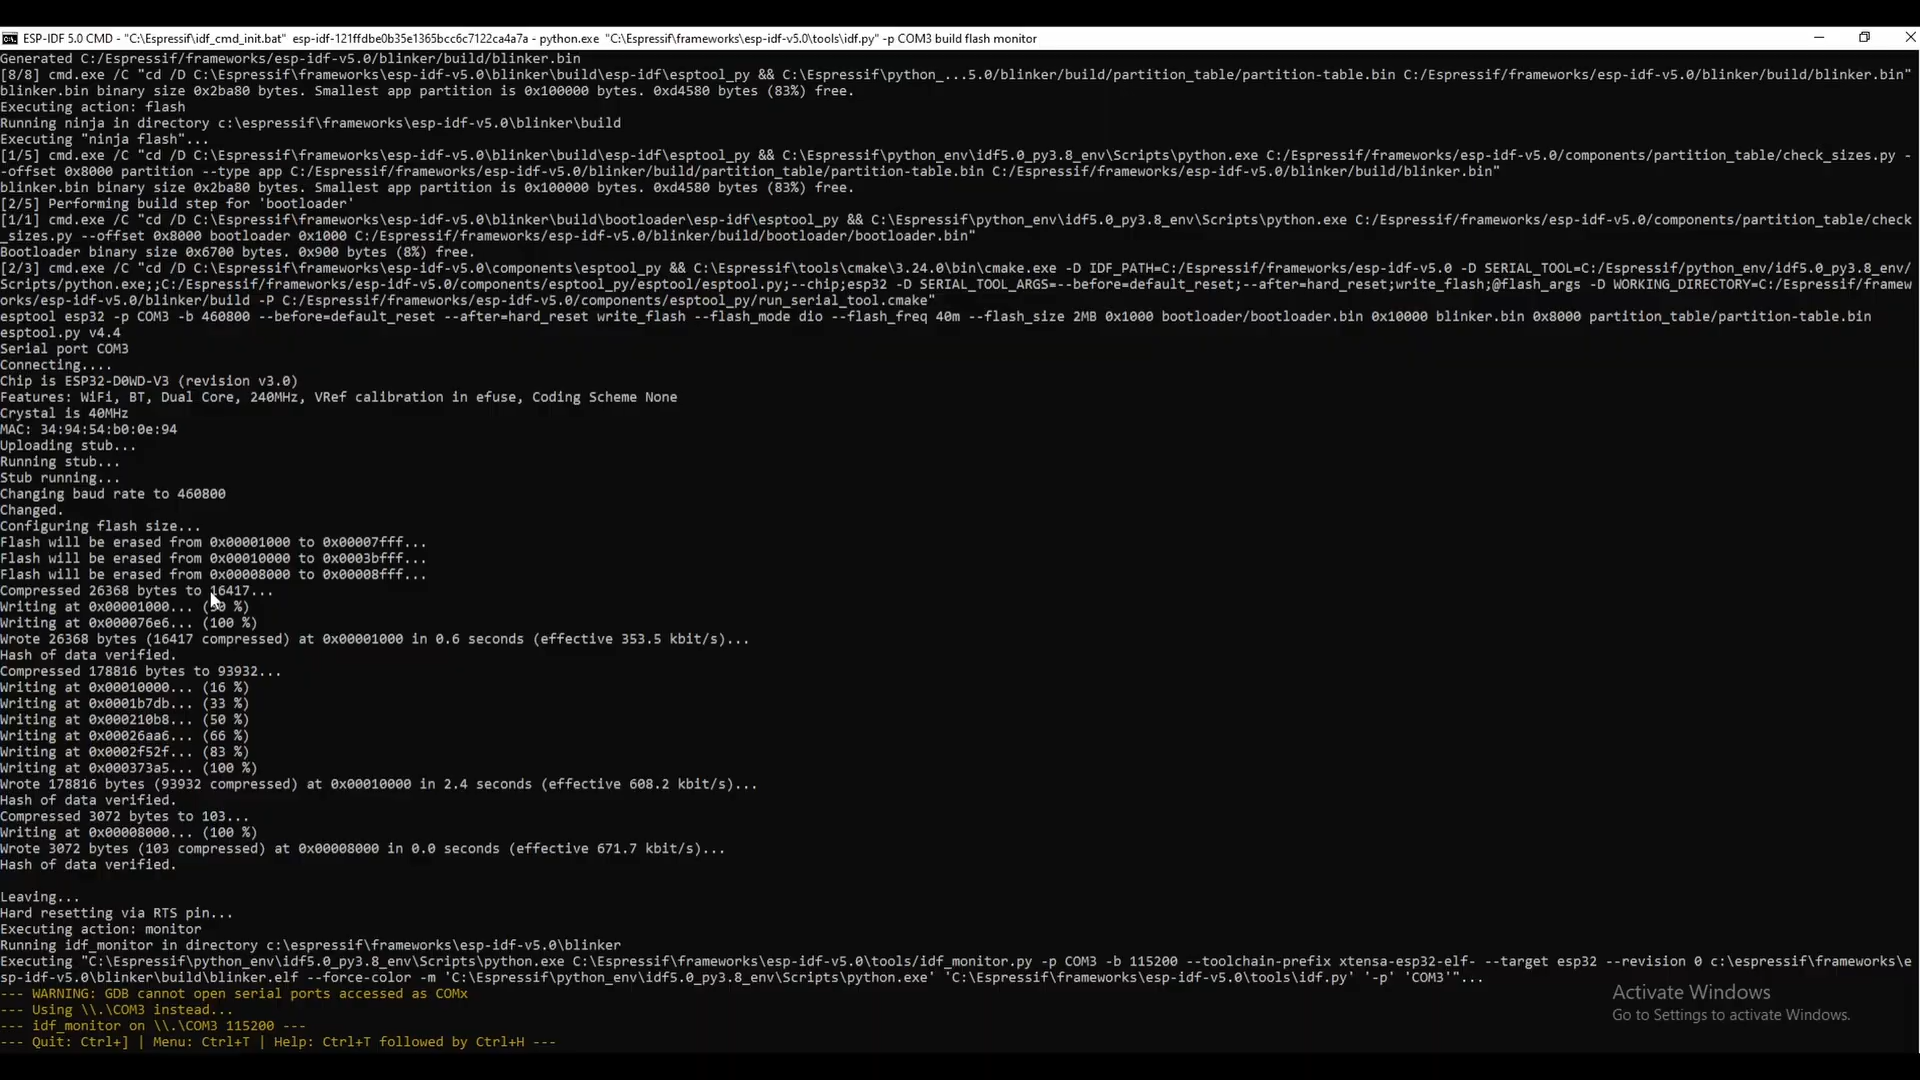 ESP-IDF 5.0 CMD - "C:\Espressif\idf_cmd_init.bat" esp-idf-121ffdbe0b35e1365bcc6c7122ca4a7a - python.exe "C:\Espressif\frameworks\esp-idf-v5.0\tools\idf.py" -p COM3 build flash monitor
Generated C:/Espressif/frameworks/esp-idf-v5.0/blinker/build/blinker.bin
[8/8] cmd.exe /C "cd /D C:\Espressif\frameworks\esp-idf-v5.0\blinker\build\esp-idf\esptool_py && C:\Espressif\python_...5.0/blinker/build/partition_table/partition-table.bin C:/Espressif/frameworks/esp-idf-v5.0/blinker/build/blinker.bin"
blinker.bin binary size 0x2ba80 bytes. Smallest app partition is 0x100000 bytes. 0xd4580 bytes (83%) free.
Executing action: flash
Running ninja in directory c:\espressif\frameworks\esp-idf-v5.0\blinker\build
Executing "ninja flash"...
[1/5] cmd.exe /C "cd /D C:\Espressif\frameworks\esp-idf-v5.0\blinker\build\esp-idf\esptool_py && C:\Espressif\python_env\idf5.0_py3.8_env\Scripts\python.exe C:/Espressif/frameworks/esp-idf-v5.0/components/partition_table/check_sizes.py -
-offset 0x8000 partition --type app C:/Espressif/frameworks/esp-idf-v5.0/blinker/build/partition_table/partition-table.bin C:/Espressif/frameworks/esp-idf-v5.0/blinker/build/blinker.bin"
blinker.bin binary size 0x2ba80 bytes. Smallest app partition is 0x100000 bytes. 0xd4580 bytes (83%) free.
[2/5] Performing build step for 'bootloader'
[1/1] cmd.exe /C "cd /D C:\Espressif\frameworks\esp-idf-v5.0\blinker\build\bootloader\esp-idf\esptool_py && C:\Espressif\python_env\idf5.0_py3.8_env\Scripts\python.exe C:/Espressif/frameworks/esp-idf-v5.0/components/partition_table/check
_sizes.py --offset 0x8000 bootloader 0x1000 C:/Espressif/frameworks/esp-idf-v5.0/blinker/build/bootloader/bootloader.bin"
Bootloader binary size 0x6700 bytes. 0x900 bytes (8%) free.
[2/3] cmd.exe /C "cd /D C:\Espressif\frameworks\esp-idf-v5.0\components\esptool_py && C:\Espressif\tools\cmake\3.24.0\bin\cmake.exe -D IDF_PATH=C:/Espressif/frameworks/esp-idf-v5.0 -D SERIAL_TOOL=C:/Espressif/python_env/idf5.0_py3.8_env/
Scripts/python.exe;;C:/Espressif/frameworks/esp-idf-v5.0/components/esptool_py/esptool/esptool.py;--chip;esp32 -D SERIAL_TOOL_ARGS=--before=default_reset;--after=hard_reset;write_flash;@flash_args -D WORKING_DIRECTORY=C:/Espressif/framew
orks/esp-idf-v5.0/blinker/build -P C:/Espressif/frameworks/esp-idf-v5.0/components/esptool_py/run_serial_tool.cmake"
esptool esp32 -p COM3 -b 460800 --before=default_reset --after=hard_reset write_flash --flash_mode dio --flash_freq 40m --flash_size 2MB 0x1000 bootloader/bootloader.bin 0x10000 blinker.bin 0x8000 partition_table/partition-table.bin
esptool.py v4.4
Serial port COM3
Connecting....
Chip is ESP32-D0WD-V3 (revision v3.0)
Features: WiFi, BT, Dual Core, 240MHz, VRef calibration in efuse, Coding Scheme None
Crystal is 40MHz
MAC: 34:94:54:b0:0e:94
Uploading stub...
Running stub...
Stub running...
Changing baud rate to 460800
Changed.
Configuring flash size...
Flash will be erased from 0x00001000 to 0x00007fff...
Flash will be erased from 0x00010000 to 0x0003bfff...
Flash will be erased from 0x00008000 to 0x00008fff...
Compressed 26368 bytes to 16417...
Writing at 0x00001000... (50 %)
Writing at 0x000076e6... (100 %)
Wrote 26368 bytes (16417 compressed) at 0x00001000 in 0.6 seconds (effective 353.5 kbit/s)...
Hash of data verified.
Compressed 178816 bytes to 93932...
Writing at 0x00010000... (16 %)
Writing at 0x0001b7db... (33 %)
Writing at 0x000210b8... (50 %)
Writing at 0x00026aa6... (66 %)
Writing at 0x0002f52f... (83 %)
Writing at 0x000373a5... (100 %)
Wrote 178816 bytes (93932 compressed) at 0x00010000 in 2.4 seconds (effective 608.2 kbit/s)...
Hash of data verified.
Compressed 3072 bytes to 103...
Writing at 0x00008000... (100 %)
Wrote 3072 bytes (103 compressed) at 0x00008000 in 0.0 seconds (effective 671.7 kbit/s)...
Hash of data verified.
Leaving...
Hard resetting via RTS pin...
Executing action: monitor
Running idf_monitor in directory c:\espressif\frameworks\esp-idf-v5.0\blinker
Executing "C:\Espressif\python_env\idf5.0_py3.8_env\Scripts\python.exe C:\Espressif\frameworks\esp-idf-v5.0\tools/idf_monitor.py -p COM3 -b 115200 --toolchain-prefix xtensa-esp32-elf- --target esp32 --revision 0 c:\espressif\frameworks\e
sp-idf-v5.0\blinker\build\blinker.elf --force-color -m 'C:\Espressif\python_env\idf5.0_py3.8_env\Scripts\python.exe' 'C:\Espressif\frameworks\esp-idf-v5.0\tools\idf.py' '-p' 'COM3'"...
--- WARNING: GDB cannot open serial ports accessed as COMx
--- Using \\.\COM3 instead...
--- idf_monitor on \\.\COM3 115200 ---
--- Quit: Ctrl+] | Menu: Ctrl+T | Help: Ctrl+T followed by Ctrl+H ---
Activate Windows
Go to Settings to activate Windows.